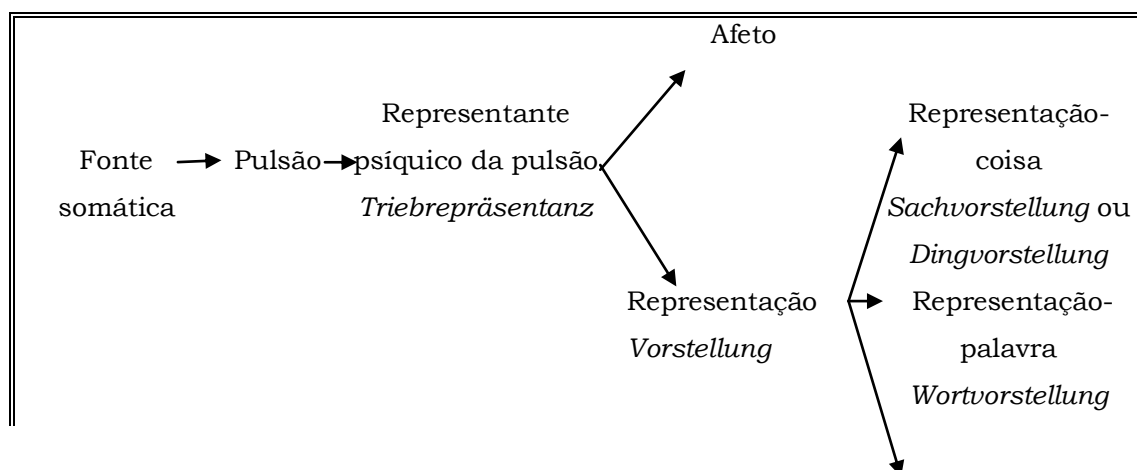 Afeto
Representante
psíquico da pulsão
Triebrepräsentanz
Fonte
somática
Pulsão
Representação
Vorstellung
Representação-
coisa
Sachvorstellung ou
Dingvorstellung
Representação-
palavra
Wortvorstellung